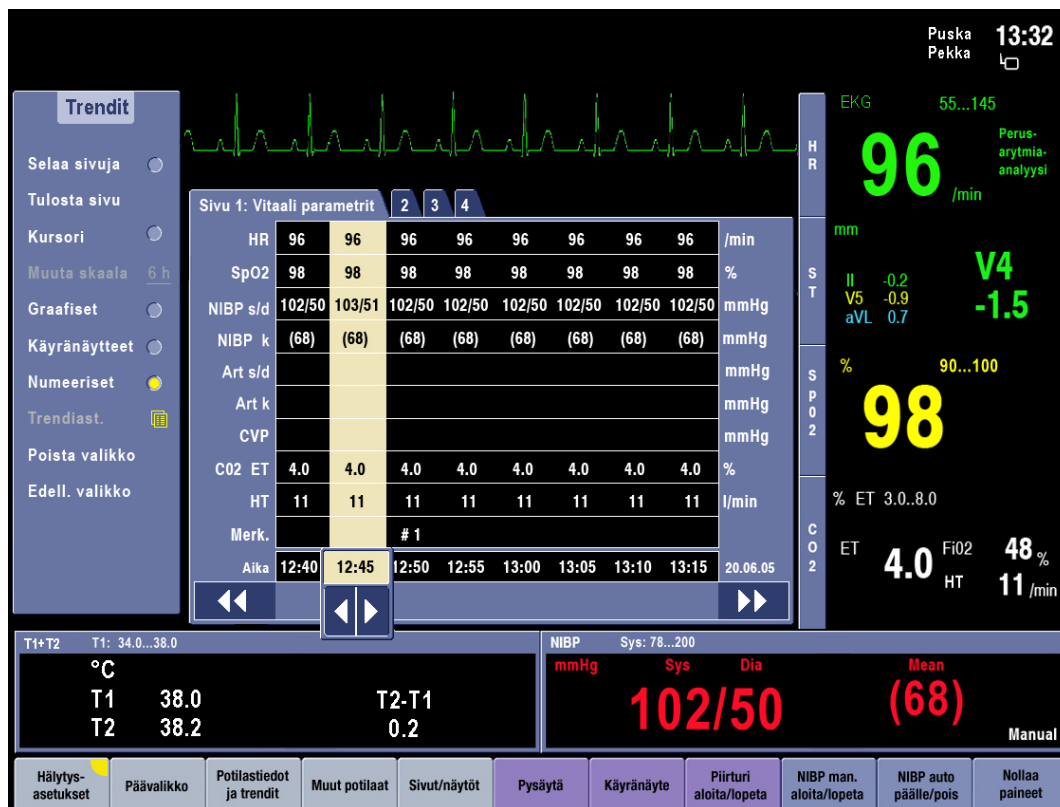 Puska
Pekka
13:32
Trendit
Selaa sivuja
Tulosta sivu
Kursori
Muuta skaala 6 h
Graafiset
Käyränäytteet
Numeeriset
Trendiast.
Poista valikko
Edell. valikko
Sivu 1: Vitaali parametrit 2 3 4
HR 96 96 96 96 96 96 96 96 /min
SpO2 98 98 98 98 98 98 98 98 %
NIBP s/d 102/50 103/51 102/50 102/50 102/50 102/50 102/50 102/50 mmHg
NIBP k (68) (68) (68) (68) (68) (68) (68) (68) mmHg
Art s/d mmHg
Art k mmHg
CVP mmHg
C02 ET 4.0 4.0 4.0 4.0 4.0 4.0 4.0 4.0 %
HT 11 11 11 11 11 11 11 11 l/min
Merk. # 1
Aika 12:40 12:45 12:50 12:55 13:00 13:05 13:10 13:15 20.06.05
HR
EKG 55...145
96 /min
Perus-
arytmia-
analyysi
ST
mm
II -0.2
V5 -0.9
aVL 0.7
V4
-1.5
Sp02
% 90...100
98
CO2
% ET 3.0..8.0
ET 4.0
Fi02 48 %
HT 11 /min
T1+T2 T1: 34.0...38.0
°C
T1 38.0 T2-T1
T2 38.2 0.2
NIBP Sys: 78...200
mmHg Sys Dia Mean
102/50 (68)
Manual
Hälytys-
asetukset
Päävalikko
Potilastiedot
ja trendit
Muut potilaat
Sivut/näytöt
Pysäytä
Käyränäyte
Piirturi
aloita/lopeta
NIBP man.
aloita/lopeta
NIBP auto
päälle/pois
Nollaa
paineet